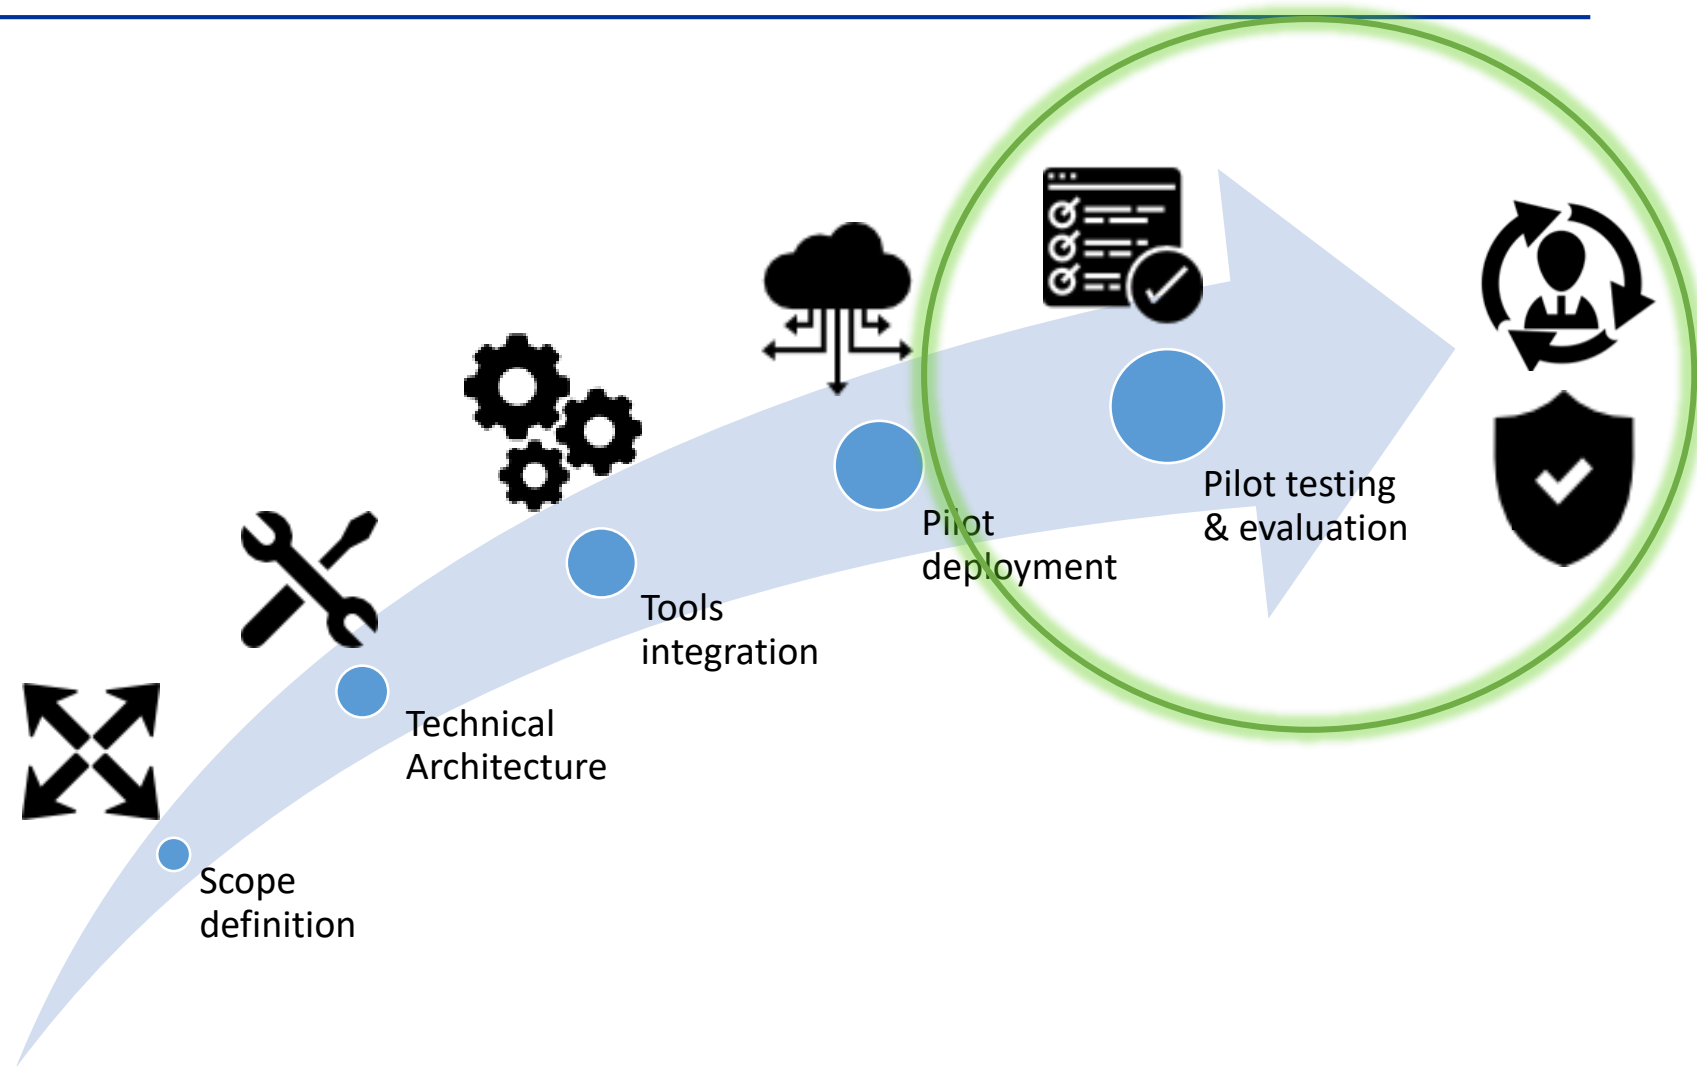 Scope
definition
Technical
Architecture
Tools
integration
Pilot
deployment
Pilot testing
& evaluation